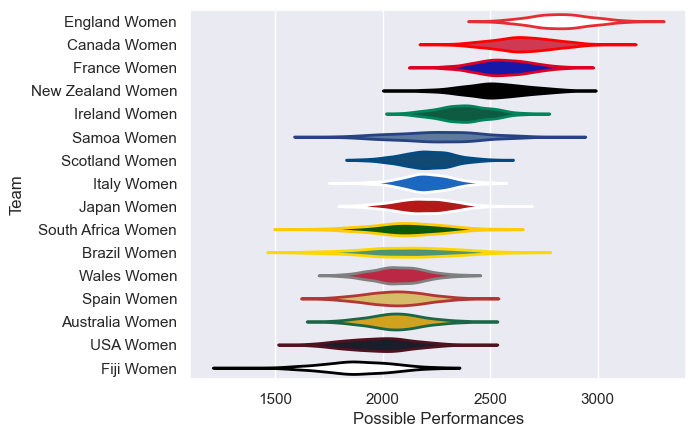 England Women
Canada Women
France Women
New Zealand Women
Ireland Women
Samoa Women
Scotland Women
Italy Women
Japan Women
South Africa Women
Brazil Women
Wales Women
Spain Women
Australia Women
USA Women
Fiji Women
Team
1500 2000 2500 3000
Possible Performances